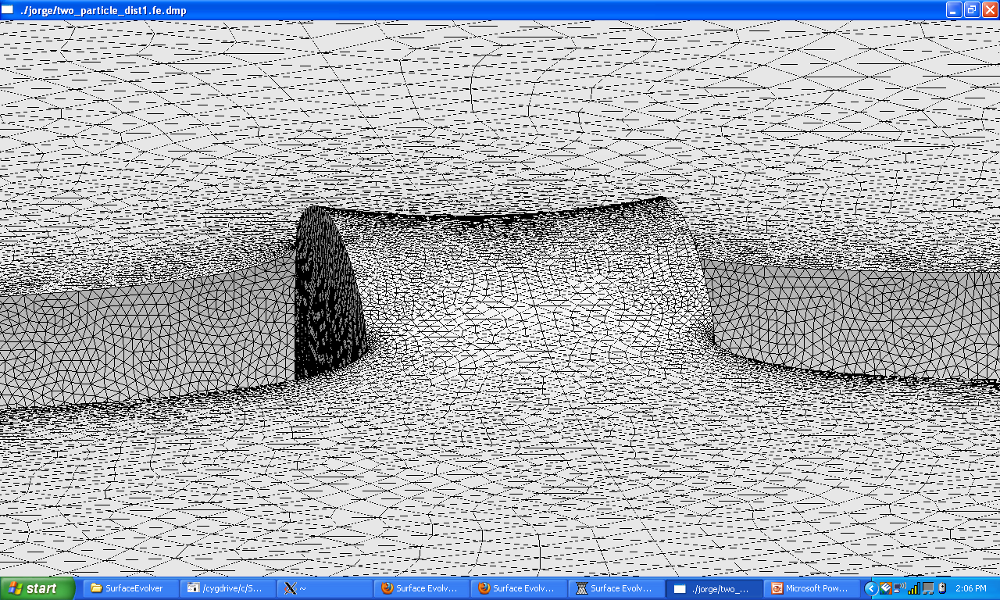 ./jorge/two_particle_dist1.fe.dmp
start
SurfaceEvolver
/cygdrive/c/S...
~
Surface Evolv...
Surface Evolv...
Surface Evolv...
./jorge/two_...
Microsoft Pow...
2:06 PM